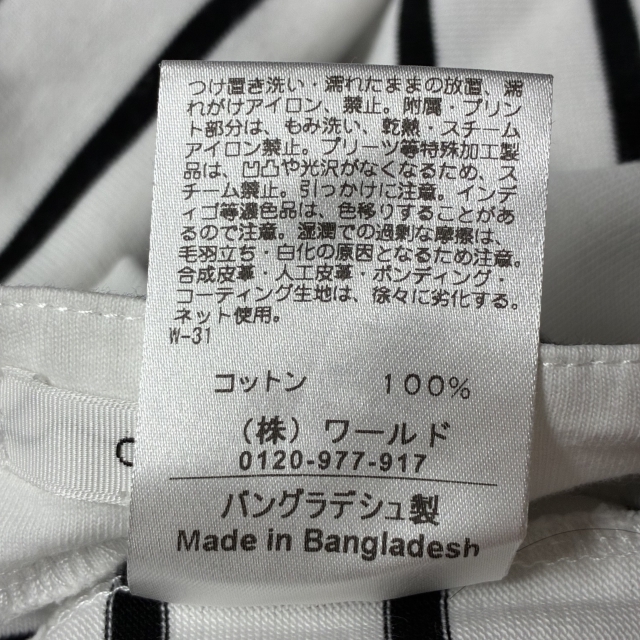 つけ置き洗い・濡れたままの放置、濡
れがけアイロン、禁止。附属・プリン
ト部分は、もみ洗い、乾熱・スチーム
アイロン禁止。プリーツ等特殊加工製
品は、凹凸や光沢がなくなるため、ス
チーム禁止。引っかけに注意。インデ
ィゴ等濃色品は、色移りすることがあ
るので注意。湿潤での過剰な摩擦は、
毛羽立ち・白化の原因となるため注意。
合成皮革・人工皮革・ボンディング・
コーティング生地は、徐々に劣化する。
ネット使用。
W-31
コットン 100%
(株) ワールド
0120-977-917
バングラデシュ製
Made in Bangladesh